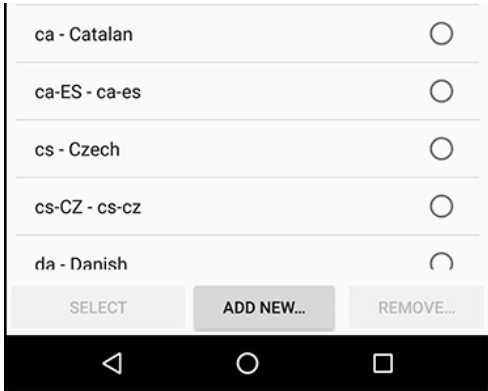 ca - Catalan
ca-ES - ca-es
cs - Czech
cs-CZ - cs-cz
da - Danish
SELECT ADD NEW... REMOVE...